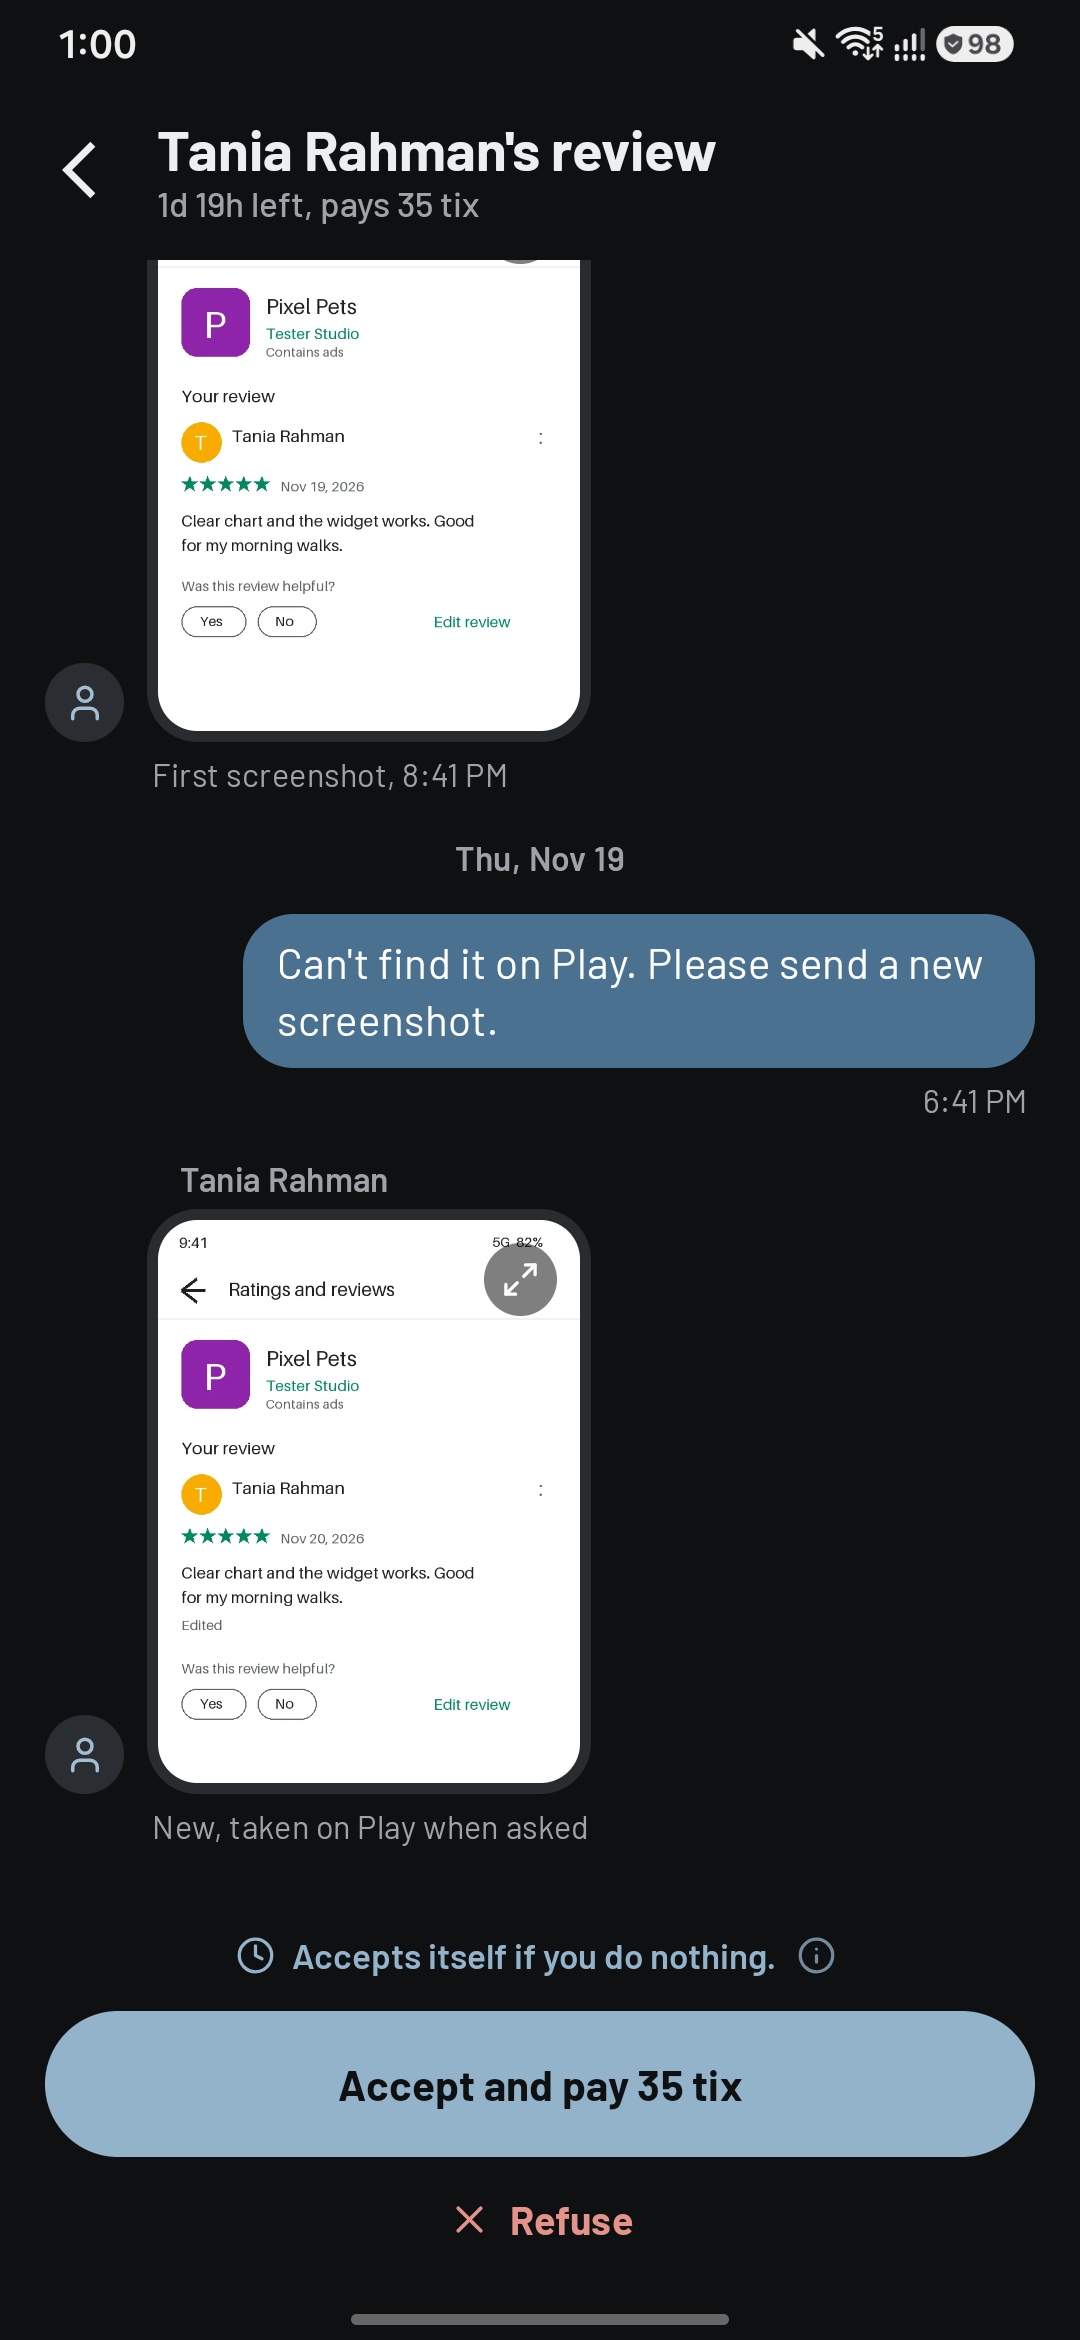 1:00
5
98
Tania Rahman's review
1d 19h left, pays 35 tix
P
Pixel Pets
Tester Studio
Contains ads
Your review
T
Tania Rahman
Nov 19, 2026
Clear chart and the widget works. Good
for my morning walks.
Was this review helpful?
Yes
No
Edit review
First screenshot, 8:41 PM
Thu, Nov 19
Can't find it on Play. Please send a new
screenshot.
6:41 PM
Tania Rahman
9:41
5G 82%
Ratings and reviews
P
Pixel Pets
Tester Studio
Contains ads
Your review
T
Tania Rahman
Nov 20, 2026
Clear chart and the widget works. Good
for my morning walks.
Edited
Was this review helpful?
Yes
No
Edit review
New, taken on Play when asked
Accepts itself if you do nothing.
Accept and pay 35 tix
Refuse